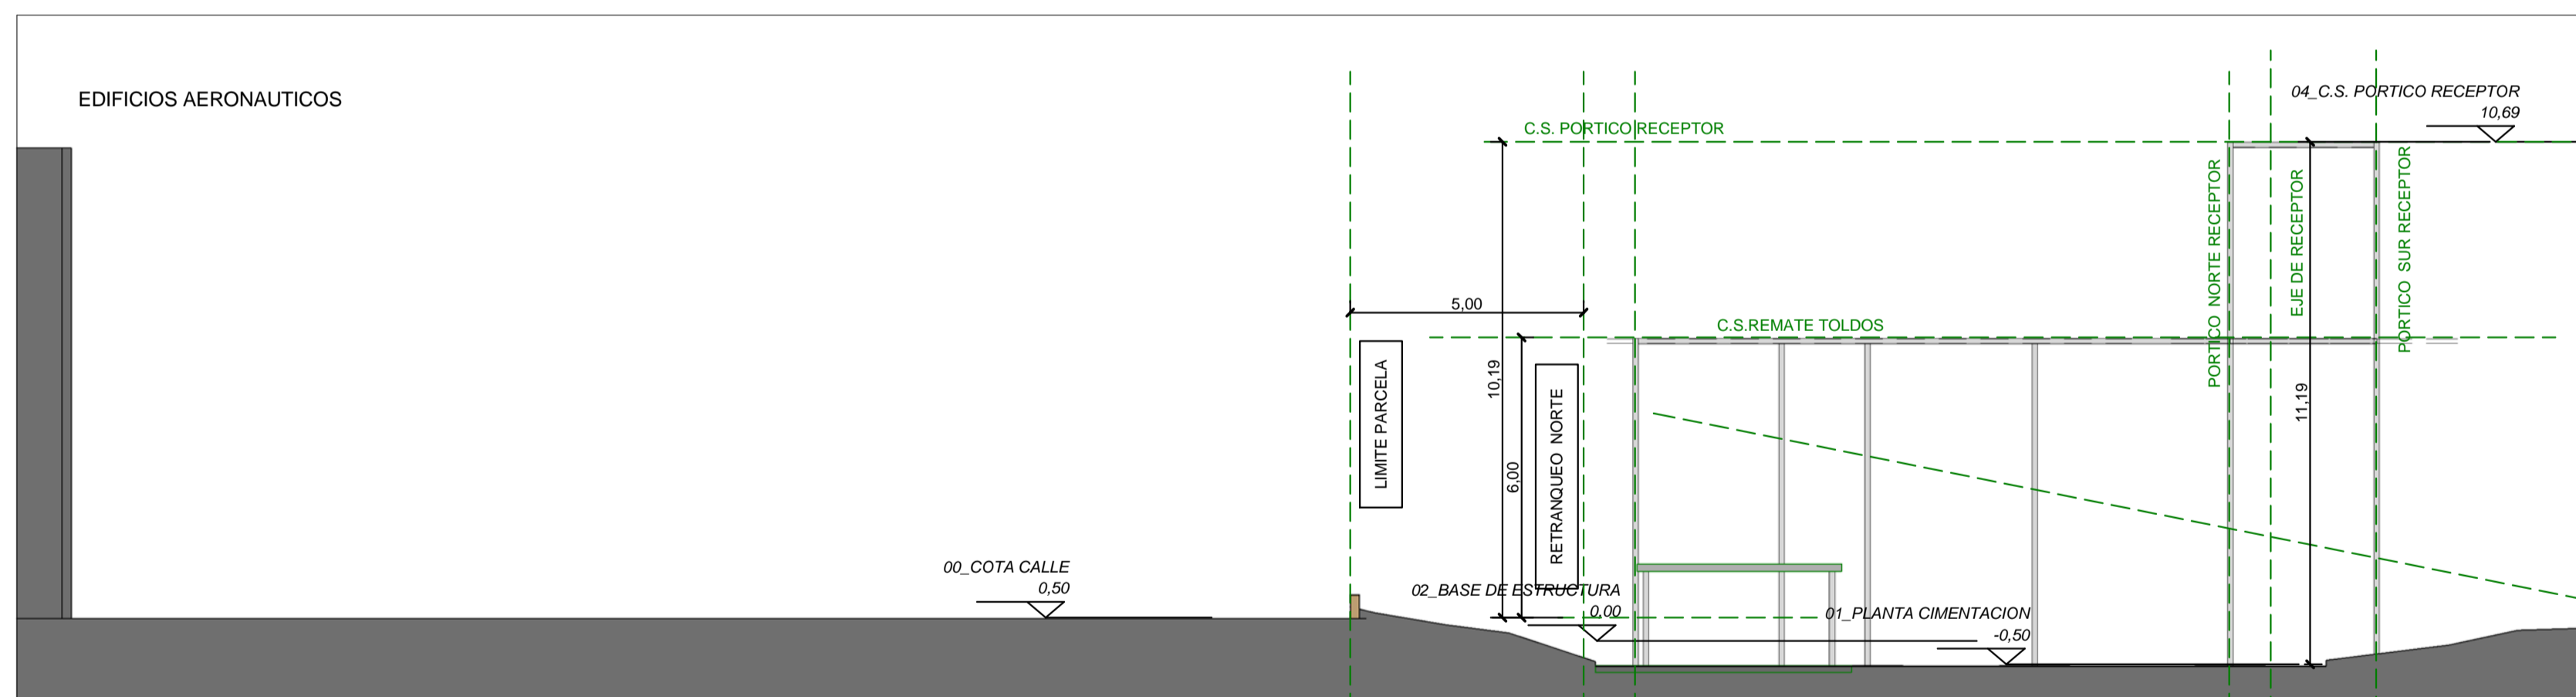 EDIFICIOS AERONAUTICOS
04_C.S. PORTICO RECEPTOR
10,69
C.S. PORTICO RECEPTOR
PORTICO NORTE RECEPTOR
EJE DE RECEPTOR
PORTICO SUR RECEPTOR
5,00
C.S.REMATE TOLDOS
LIMITE PARCELA
10,19
6,00
RETRANQUEO NORTE
11,19
00_COTA CALLE
0,50
02_BASE DE ESTRUCTURA
0,00
01_PLANTA CIMENTACION
-0,50